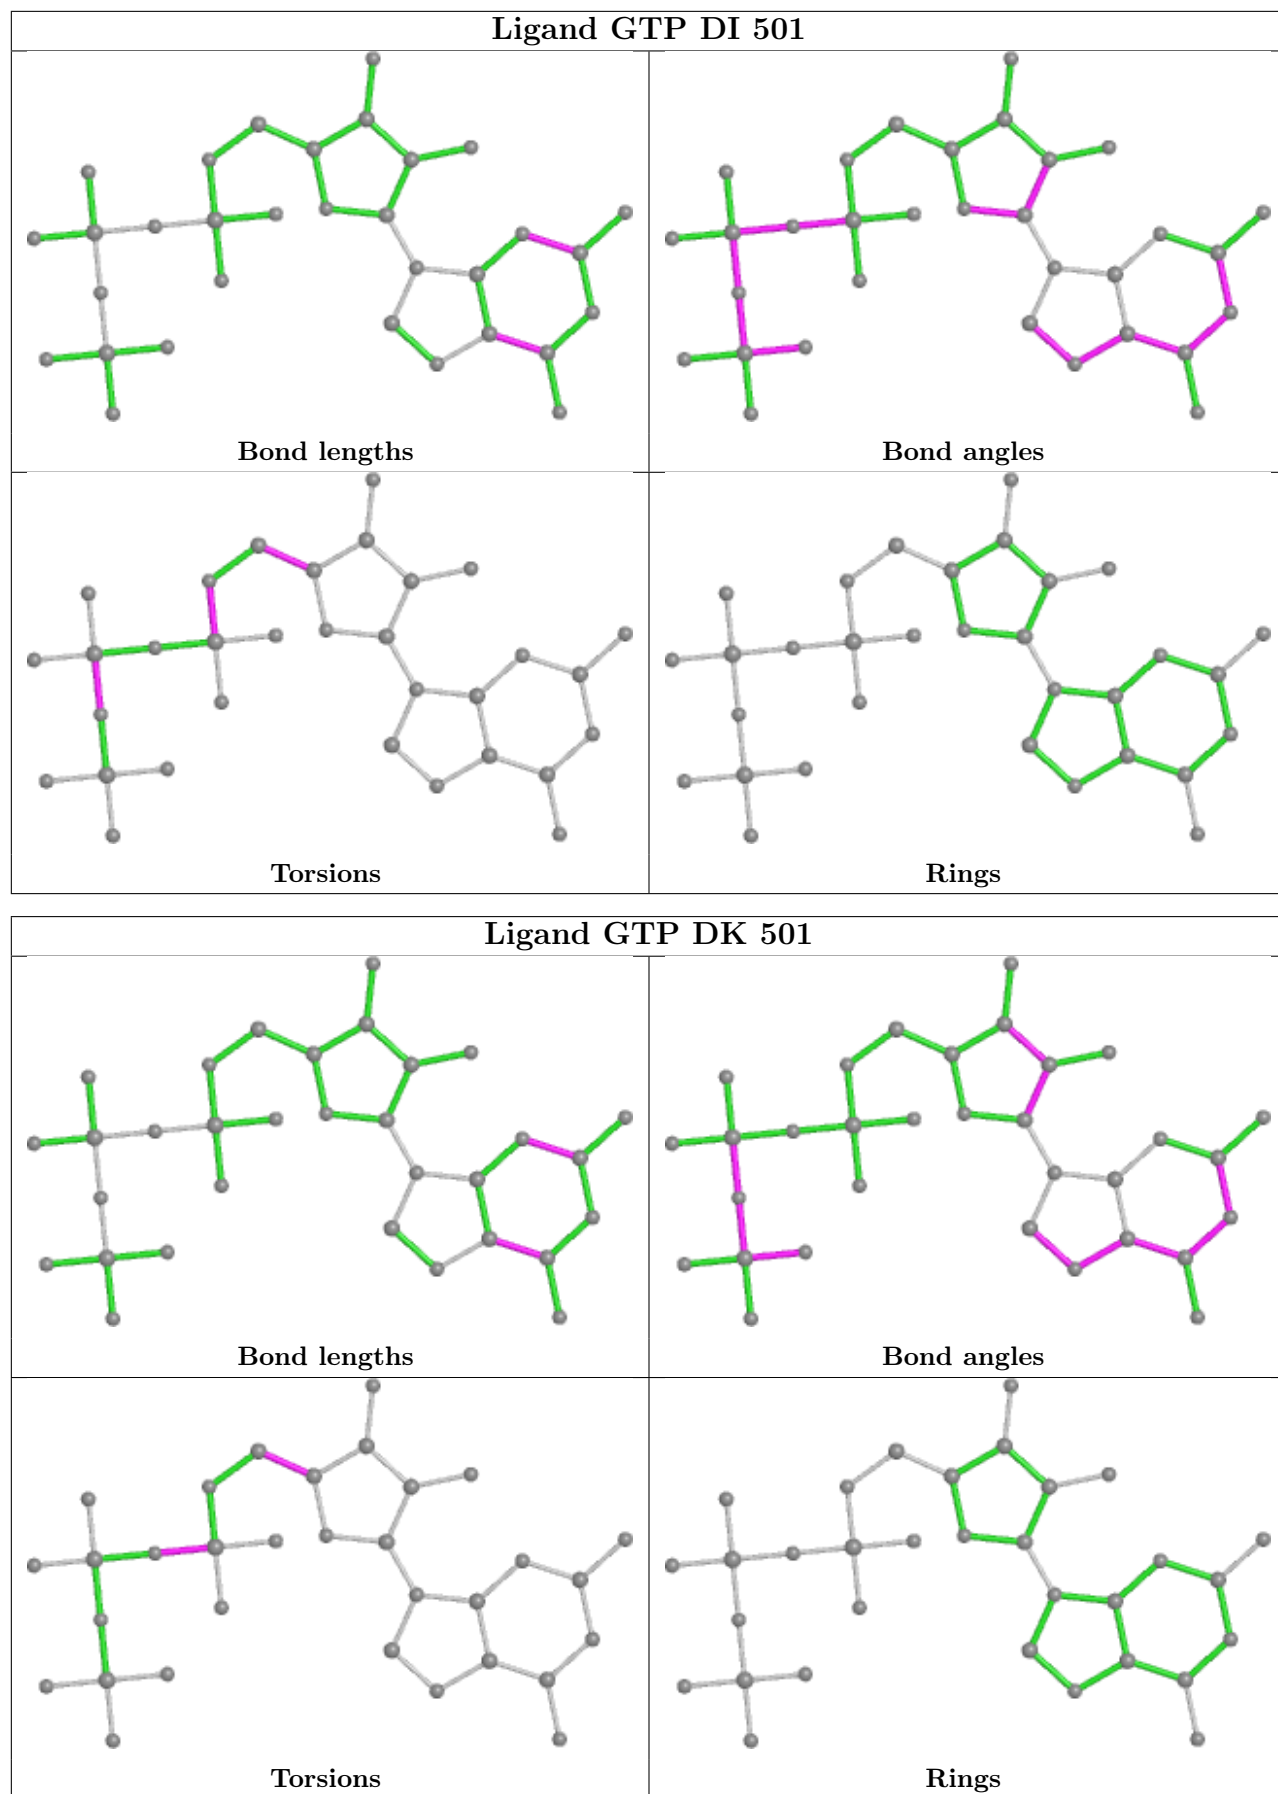 Ligand GTP DI 501
Bond lengths
Bond angles
Torsions
Rings
Ligand GTP DK 501
Bond lengths
Bond angles
Torsions
Rings